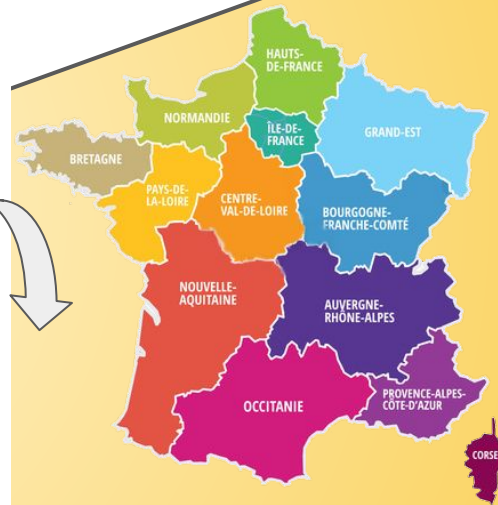 HAUTS-
DE-FRANCE
NORMANDIE
ÎLE-DE-
FRANCE
GRAND-EST
BRETAGNE
PAYS-DE-
LA-LOIRE
CENTRE-
VAL-DE-LOIRE
BOURGOGNE-
FRANCHE-COMTÉ
NOUVELLE-
AQUITAINE
AUVERGNE-
RHÔNE-ALPES
OCCITANIE
PROVENCE-ALPES-
CÔTE-D'AZUR
CORSE